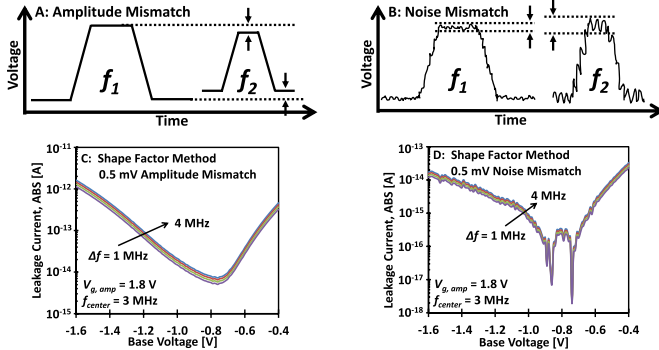 A: Amplitude Mismatch
Voltage
f1
f2
Time
B: Noise Mismatch
Voltage
f1
f2
Time
C: Shape Factor Method
0.5 mV Amplitude Mismatch
Leakage Current, ABS [A]
10-11
10-12
10-13
10-14
10-15
4 MHz
Δf = 1 MHz
Vg, amp = 1.8 V
fcenter = 3 MHz
-1.6 -1.4 -1.2 -1.0 -0.8 -0.6 -0.4
Base Voltage [V]
D: Shape Factor Method
0.5 mV Noise Mismatch
Leakage Current, ABS [A]
10-13
10-14
10-15
10-16
10-17
10-18
4 MHz
Δf = 1 MHz
Vg, amp = 1.8 V
fcenter = 3 MHz
-1.6 -1.4 -1.2 -1.0 -0.8 -0.6 -0.4
Base Voltage [V]